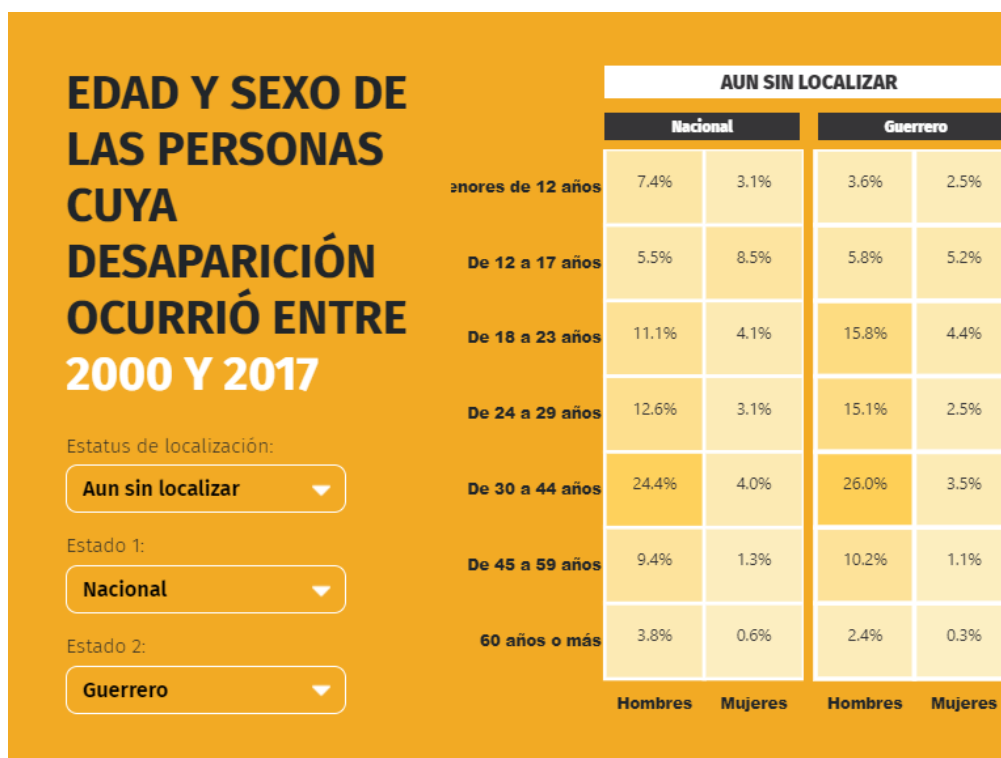 EDAD Y SEXO DE
LAS PERSONAS
CUYA
DESAPARICIÓN
OCURRIÓ ENTRE
2000 Y 2017
Estatus de localización:
Aun sin localizar
Estado 1:
Nacional
Estado 2:
Guerrero
AUN SIN LOCALIZAR
Nacional Guerrero
enores de 12 años 7.4% 3.1% 3.6% 2.5%
De 12 a 17 años 5.5% 8.5% 5.8% 5.2%
De 18 a 23 años 11.1% 4.1% 15.8% 4.4%
De 24 a 29 años 12.6% 3.1% 15.1% 2.5%
De 30 a 44 años 24.4% 4.0% 26.0% 3.5%
De 45 a 59 años 9.4% 1.3% 10.2% 1.1%
60 años o más 3.8% 0.6% 2.4% 0.3%
Hombres Mujeres Hombres Mujeres